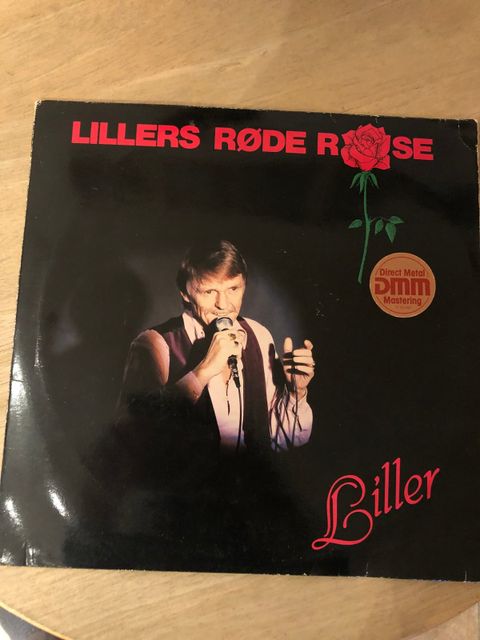 LILLERS RØDE ROSE
Direct Metal
DMM
Mastering
Liller